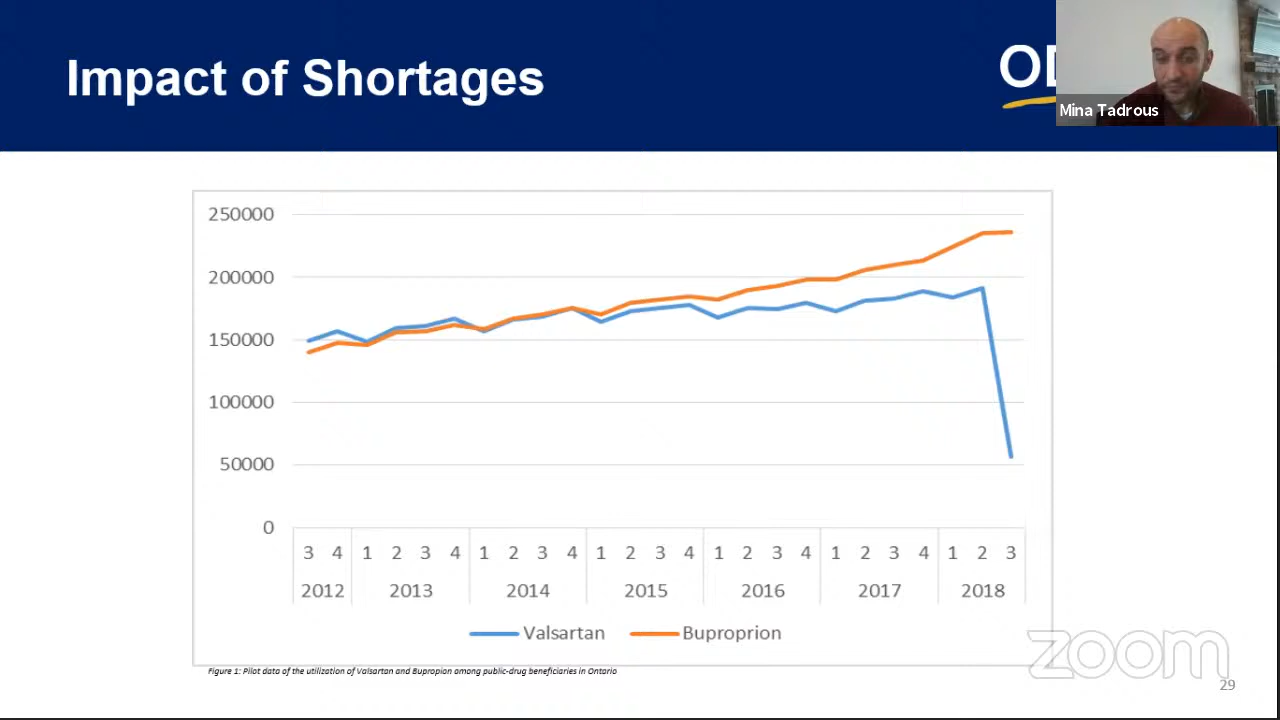 Impact of Shortages
Mina Tadrous
250000
200000
150000
100000
50000
0
3 4 1 2 3 4 1 2 3 4 1 2 3 4 1 2 3 4 1 2 3 4 1 2 3
2012 2013 2014 2015 2016 2017 2018
Valsartan Buproprion
Figure 1: Pilot data of the utilization of Valsartan and Bupropion among public-drug beneficiaries in Ontario
zoom
29